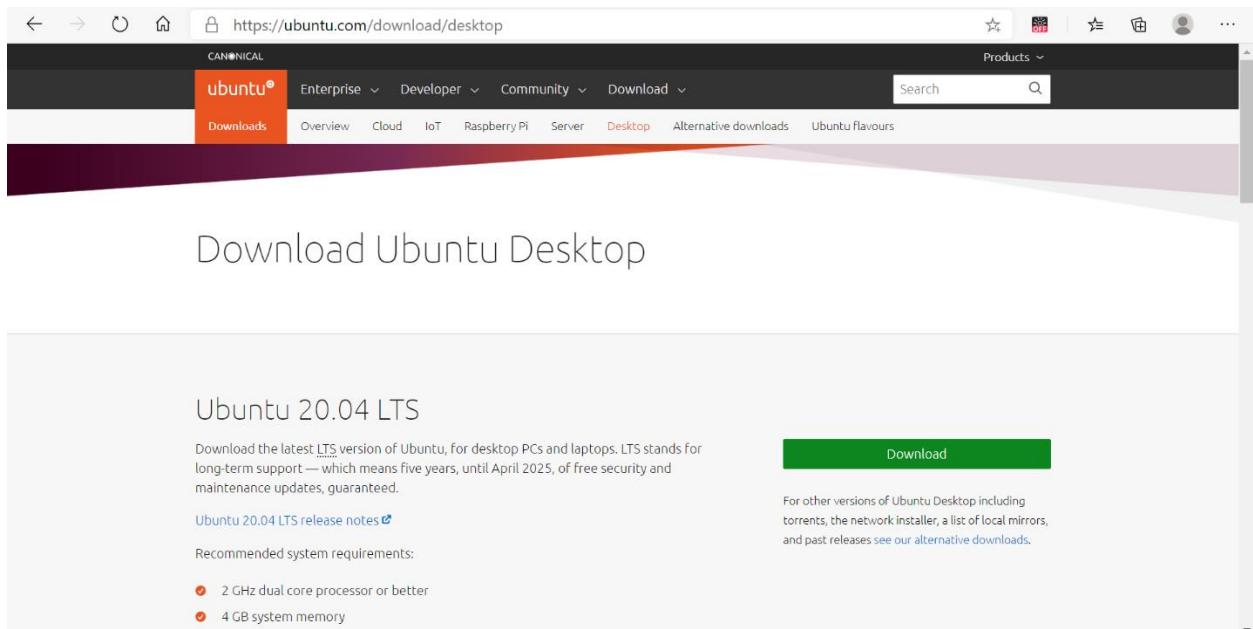 https://ubuntu.com/download/desktop
OFF
CANONICAL
Products
ubuntu
Enterprise
Developer
Community
Download
Search
Downloads
Overview
Cloud
IoT
Raspberry Pi
Server
Desktop
Alternative downloads
Ubuntu flavours
Download Ubuntu Desktop
Ubuntu 20.04 LTS
Download the latest LTS version of Ubuntu, for desktop PCs and laptops. LTS stands for
long-term support — which means five years, until April 2025, of free security and
maintenance updates, guaranteed.
Ubuntu 20.04 LTS release notes
Recommended system requirements:
2 GHz dual core processor or better
4 GB system memory
Download
For other versions of Ubuntu Desktop including
torrents, the network installer, a list of local mirrors,
and past releases see our alternative downloads.